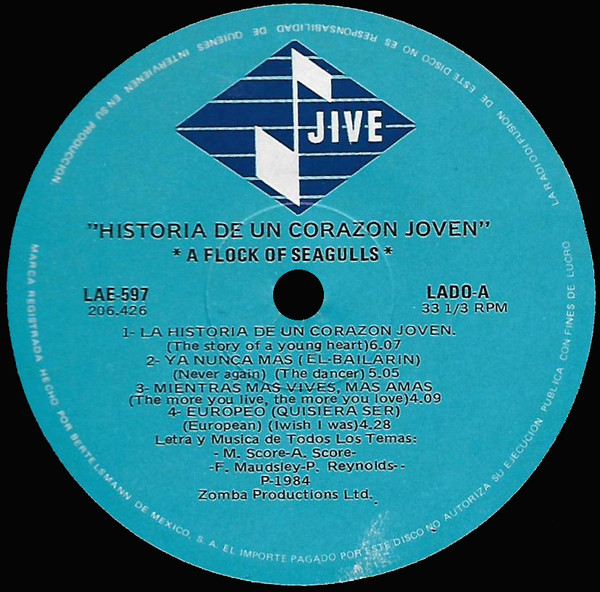 JIVE
"HISTORIA DE UN CORAZON JOVEN"
* A FLOCK OF SEAGULLS *
LAE-597
206.426
LADO-A
33 1/3 RPM
1- LA HISTORIA DE UN CORAZON JOVEN.
(The story of a young heart)6.07
2- YA NUNCA MAS (EL-BAILARIN)
(Never again) (The dancer) 5.05
3- MIENTRAS MAS VIVES, MAS AMAS
(The more you live, the more you love)4.09
4- EUROPEO (QUISIERA SER)
(European) (Iwish I was)4.28
Letra y Musica de Todos Los Temas:
- M. Score-A. Score-
-F. Maudsley-P. Reynolds--
P-1984
Zomba Productions Ltd.
MARCA REGISTRADA HECHO POR BERTELSMANN DE MEXICO, S. A. EL IMPORTE PAGADO POR ESTE DISCO NO AUTORIZA SU EJECUCION PUBLICA CON FINES DE LUCRO
LA RADIODIFUSION DE ESTE DISCO NO ES RESPONSABILIDAD DE QUIENES INTERVIENEN EN SU PRODUCCION.